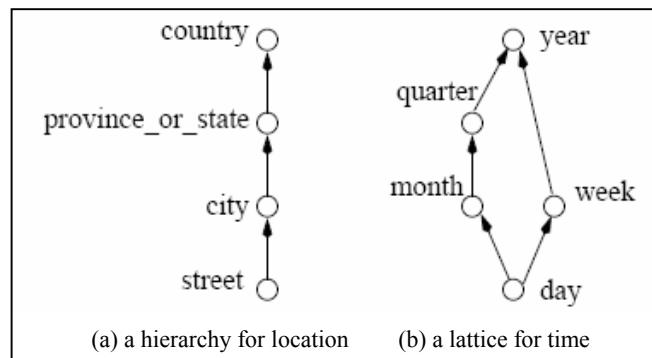 country
province_or_state
city
street
(a) a hierarchy for location
year
quarter
month
week
day
(b) a lattice for time